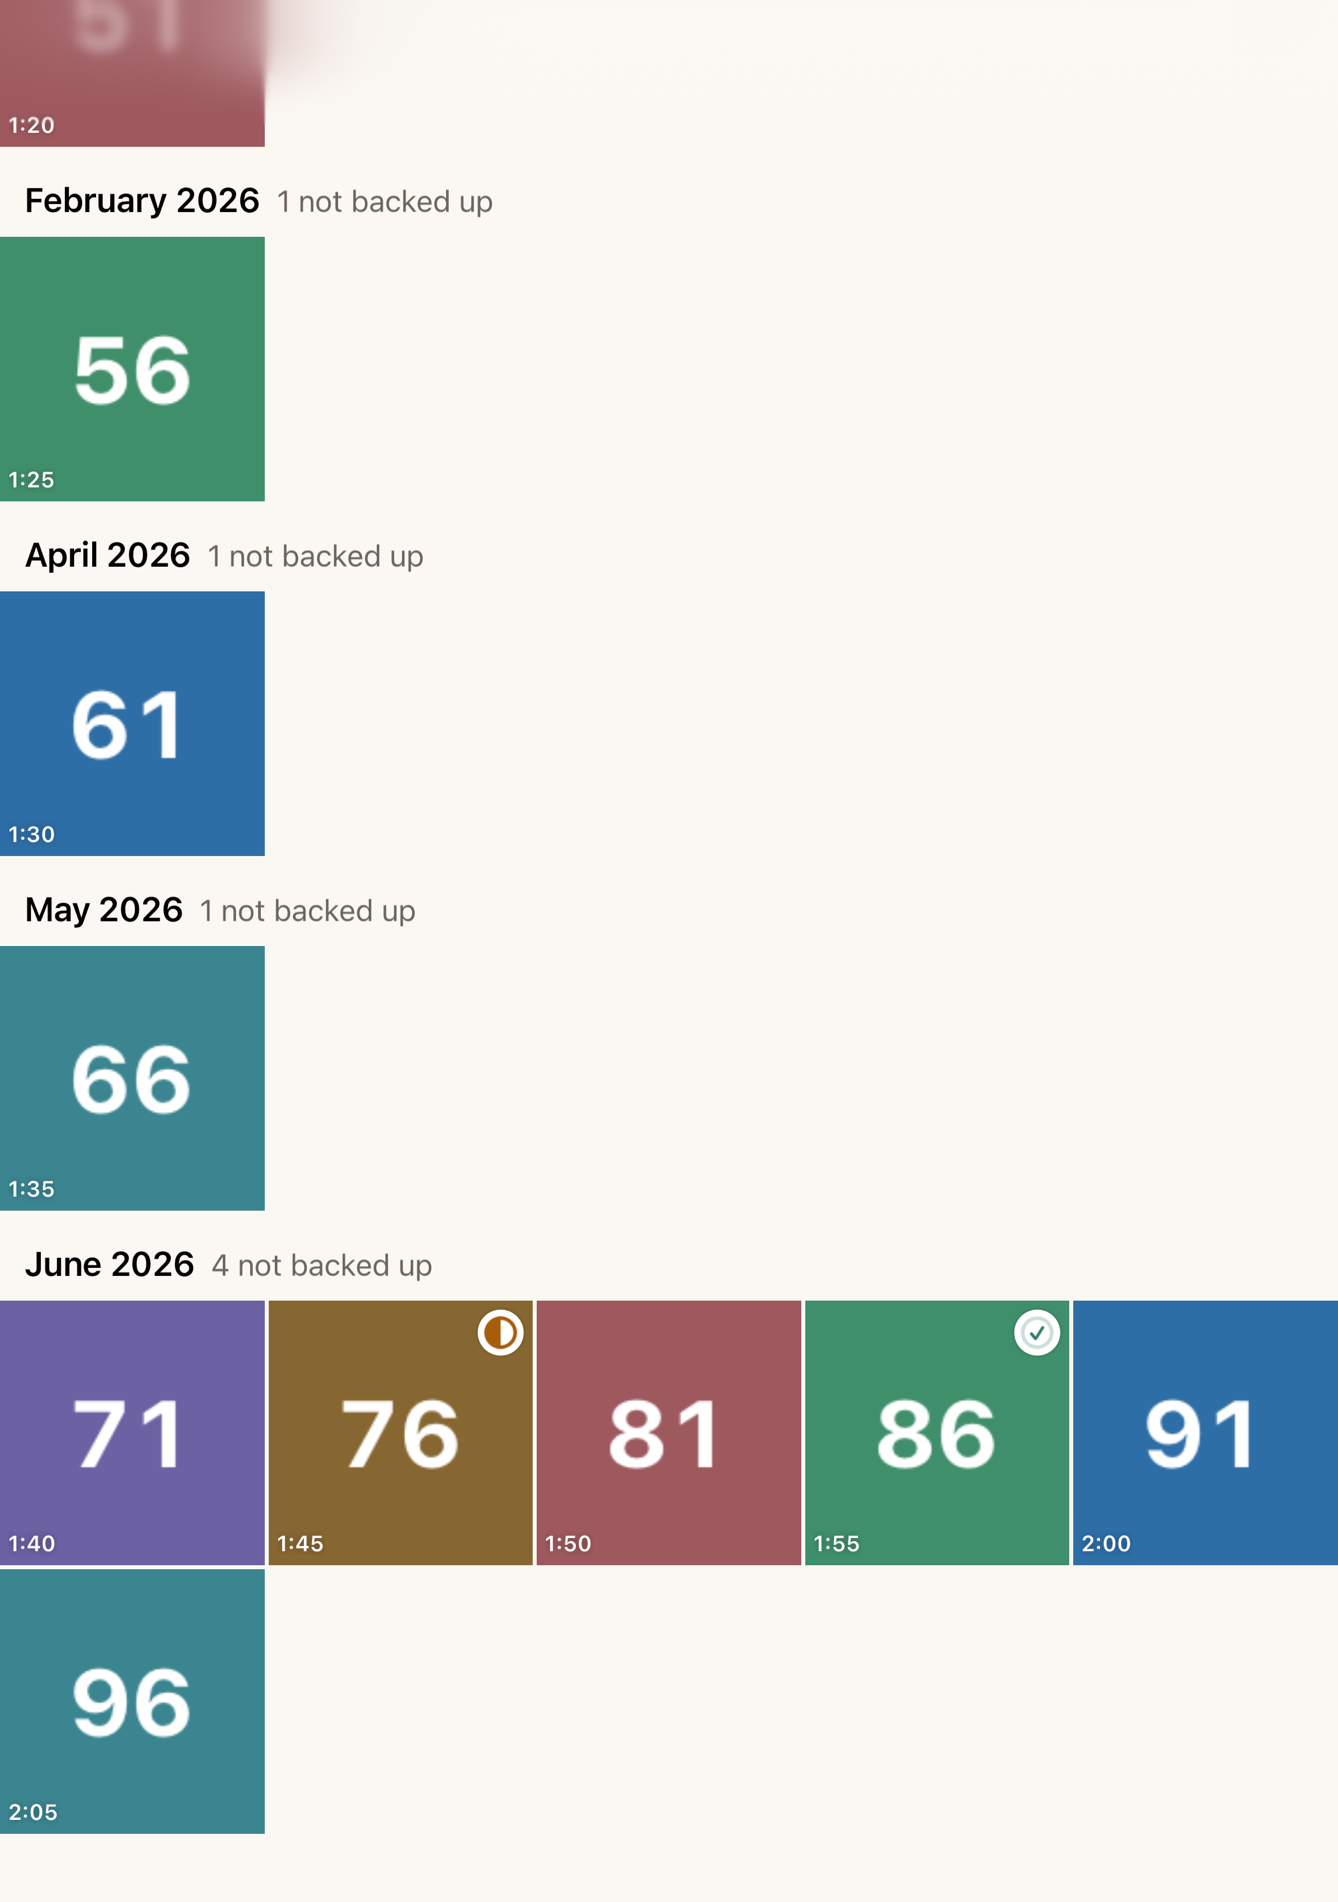 51
1:20
February 2026 1 not backed up
56
1:25
April 2026 1 not backed up
61
1:30
May 2026 1 not backed up
66
1:35
June 2026 4 not backed up
71 76 81 86 91
1:40 1:45 1:50 1:55 2:00
96
2:05